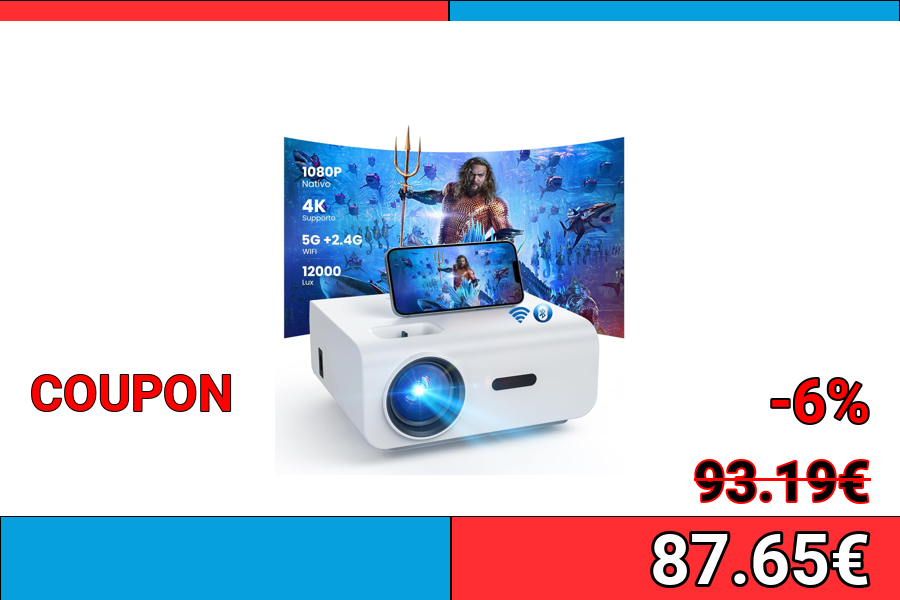 1080P
Nativo
4K
Supporto
5G +2.4G
WIFI
12000
Lux
COUPON
-6%
93.19€
87.65€